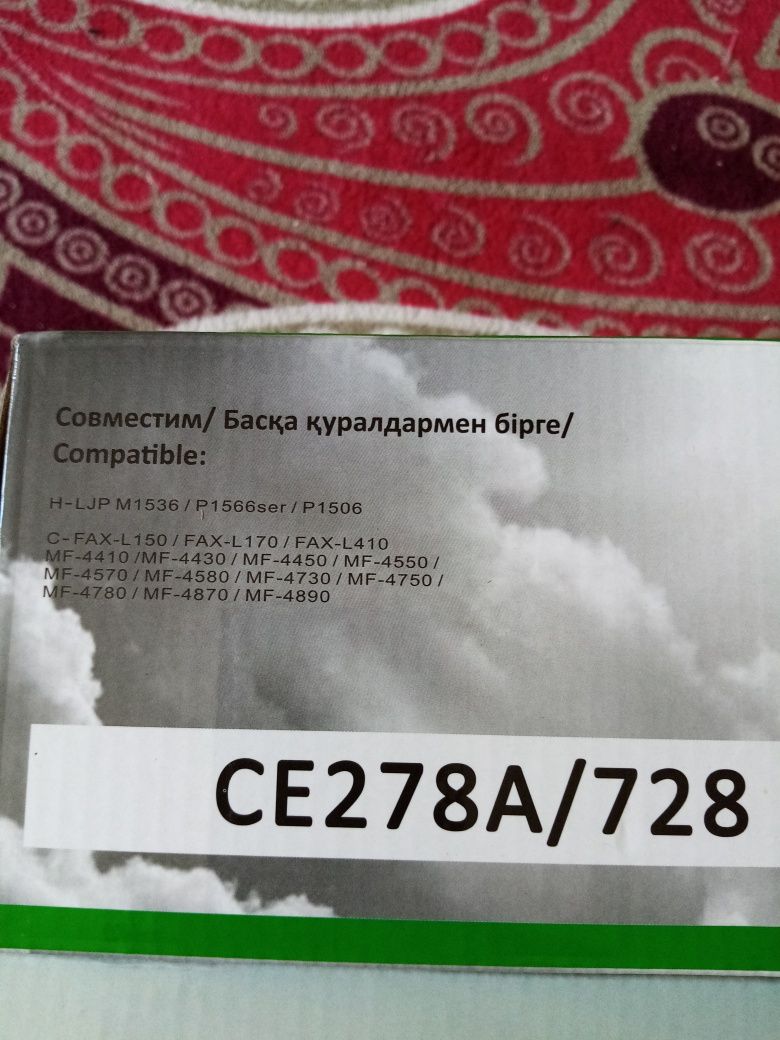 Совместим/ Басқа құралдармен бірге/
Compatible:
H-LJP M1536 / P1566ser / P1506
C-FAX-L150 / FAX-L170 / FAX-L410
MF-4410 /MF-4430 / MF-4450 / MF-4550 /
MF-4570 / MF-4580 / MF-4730 / MF-4750 /
MF-4780 / MF-4870 / MF-4890
CE278A/728